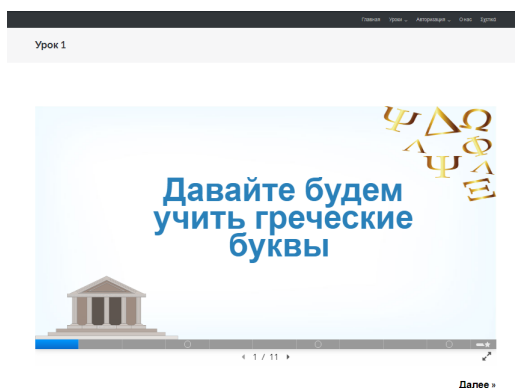 Главная Уроки Авторизация О нас
Урок 1
Ψ Δ Ω
Λ Φ
Ψ Λ
Ξ
Давайте будем
учить греческие
буквы
1 / 11
Далее »